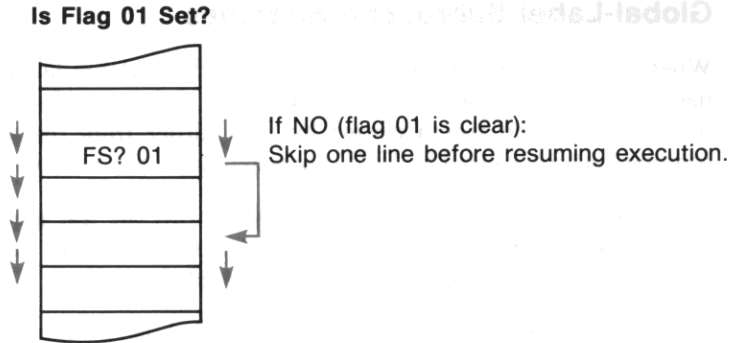 Is Flag 01 Set?
If NO (flag 01 is clear):
FS? 01
Skip one line before resuming execution.